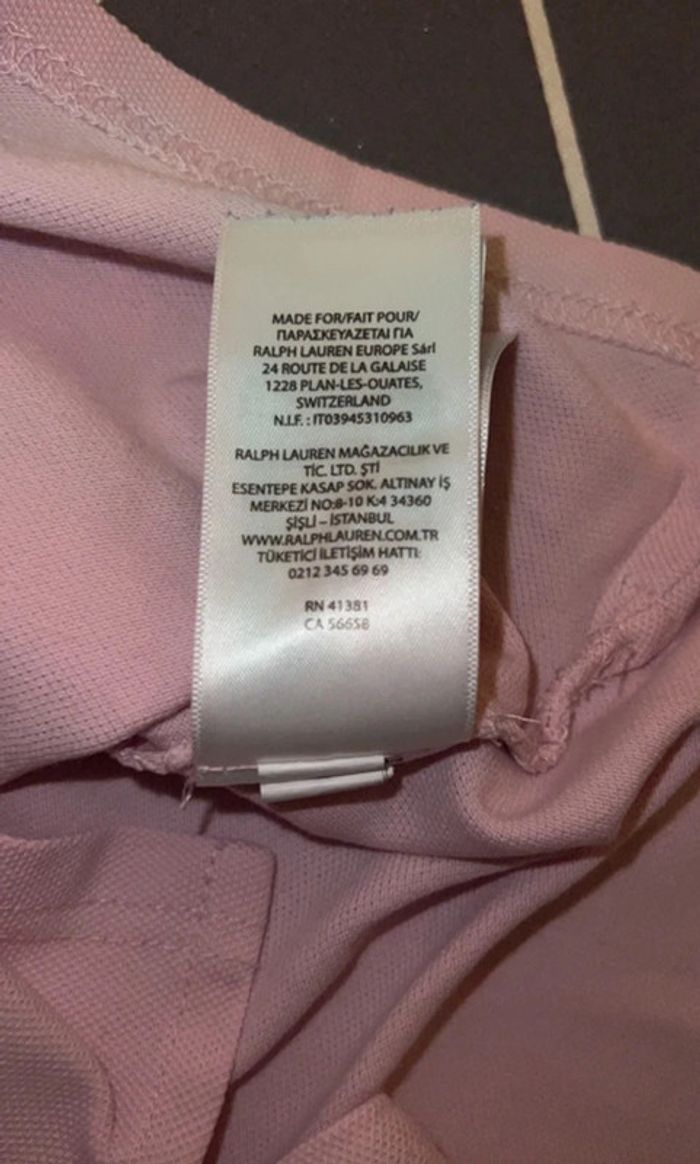 MADE FOR/FAIT POUR/
ΠΑΡΑΣΚΕΥΑΖΕΤΑΙ ΓΙΑ
RALPH LAUREN EUROPE Sárl
24 ROUTE DE LA GALAISE
1228 PLAN-LES-OUATES,
SWITZERLAND
N.I.F. : IT03945310963
RALPH LAUREN MAĞAZACILIK VE
TİC. LTD. ŞTİ
ESENTEPE KASAP SOK. ALTINAY İŞ
MERKEZİ NO:8-10 K:4 34360
ŞİŞLİ – İSTANBUL
WWW.RALPHLAUREN.COM.TR
TÜKETİCİ İLETİŞİM HATTI:
0212 345 69 69
RN 41381
CA 56658